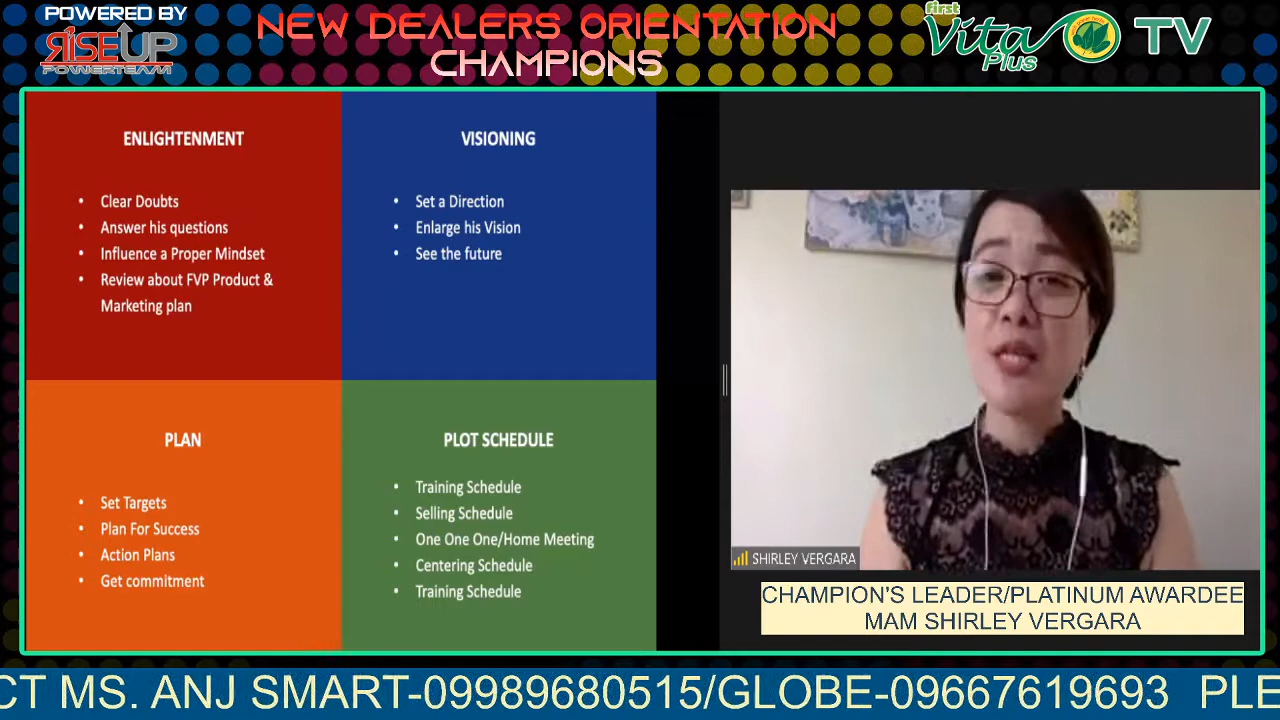 POWERED BY
RISEUP
POWERTEAM
NEW DEALERS ORIENTATION
CHAMPIONS
First
Vita
Plus
TV
ENLIGHTENMENT
• Clear Doubts
• Answer his questions
• Influence a Proper Mindset
• Review about FVP Product &
Marketing plan
VISIONING
• Set a Direction
• Enlarge his Vision
• See the future
PLAN
• Set Targets
• Plan For Success
• Action Plans
• Get commitment
PLOT SCHEDULE
• Training Schedule
• Selling Schedule
• One One One/Home Meeting
• Centering Schedule
• Training Schedule
SHIRLEY VERGARA
CHAMPION'S LEADER/PLATINUM AWARDEE
MAM SHIRLEY VERGARA
CT MS. ANJ SMART-09989680515/GLOBE-09667619693 PLE